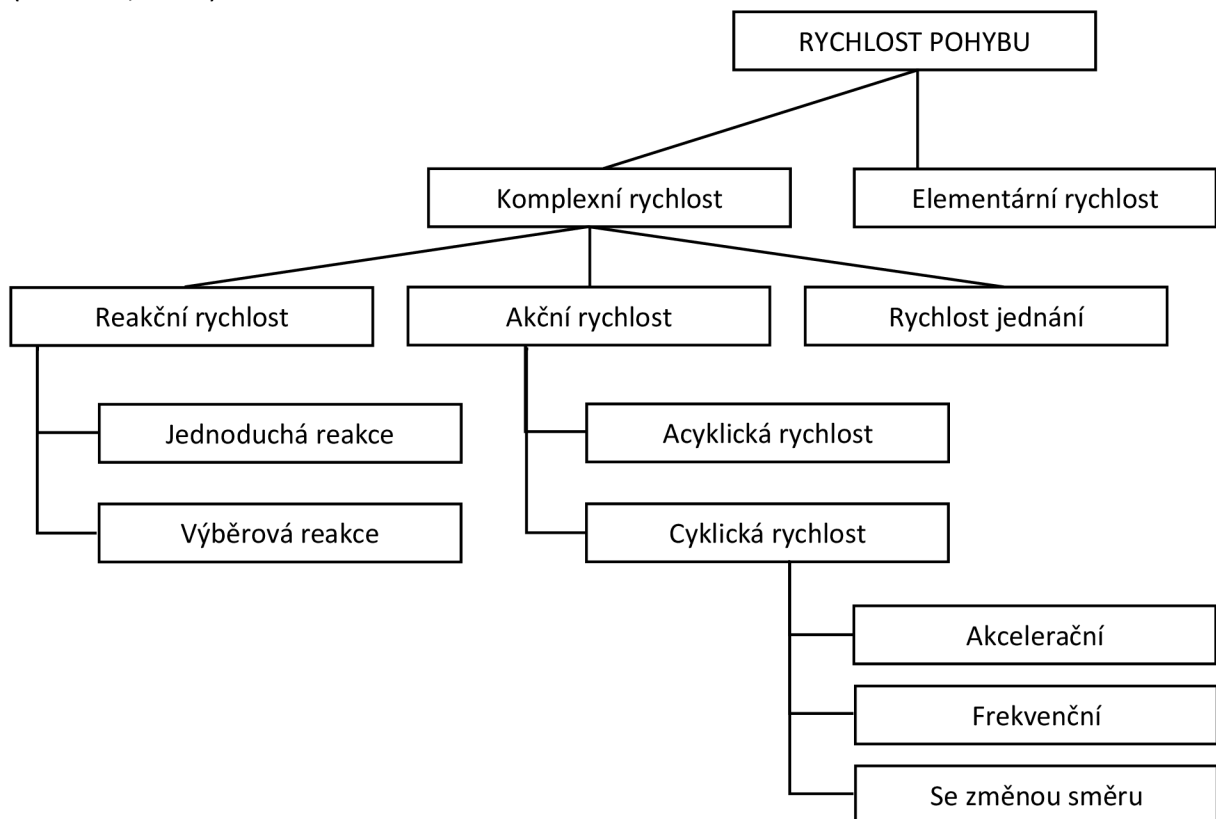 RYCHLOST POHYBU
Komplexní rychlost
Elementární rychlost
Reakční rychlost
Akční rychlost
Rychlost jednání
Jednoduchá reakce
Acyklická rychlost
Výběrová reakce
Cyklická rychlost
Akcelerační
Frekvenční
Se změnou směru